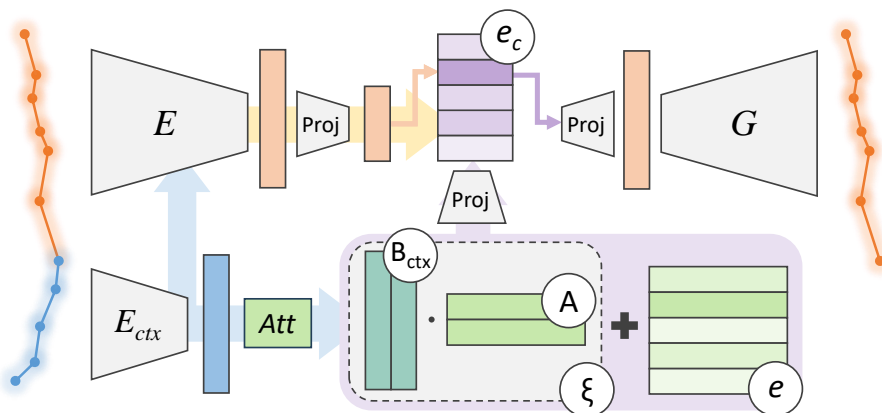 e_c
E
Proj
Proj
G
Proj
B_ctx
E_ctx
Att
·
A
+
ξ
e